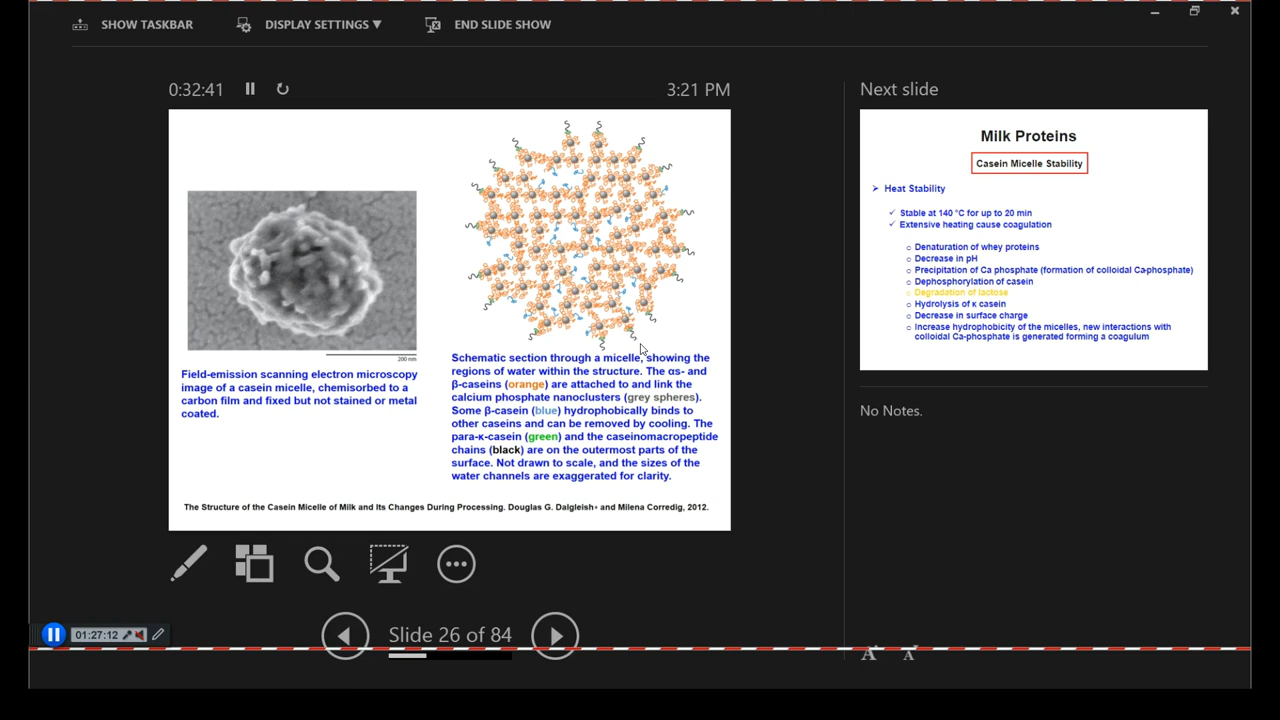 SHOW TASKBAR
DISPLAY SETTINGS ▼
END SLIDE SHOW
0:32:41
3:21 PM
200 nm
Field-emission scanning electron microscopy
image of a casein micelle, chemisorbed to a
carbon film and fixed but not stained or metal
coated.
Schematic section through a micelle, showing the
regions of water within the structure. The αs- and
β-caseins (orange) are attached to and link the
calcium phosphate nanoclusters (grey spheres).
Some β-casein (blue) hydrophobically binds to
other caseins and can be removed by cooling. The
para-κ-casein (green) and the caseinomacropeptide
chains (black) are on the outermost parts of the
surface. Not drawn to scale, and the sizes of the
water channels are exaggerated for clarity.
The Structure of the Casein Micelle of Milk and Its Changes During Processing. Douglas G. Dalgleish∗ and Milena Corredig, 2012.
Slide 26 of 84
01:27:12
Next slide
Milk Proteins
Casein Micelle Stability
➢ Heat Stability
✓ Stable at 140 °C for up to 20 min
✓ Extensive heating cause coagulation
o Denaturation of whey proteins
o Decrease in pH
o Precipitation of Ca phosphate (formation of colloidal Ca-phosphate)
o Dephosphorylation of casein
o Degradation of lactose
o Hydrolysis of κ casein
o Decrease in surface charge
o Increase hydrophobicity of the micelles, new interactions with
colloidal Ca-phosphate is generated forming a coagulum
No Notes.
A A